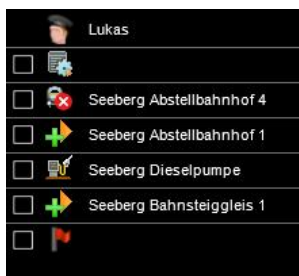 Lukas
Seeberg Abstellbahnhof 4
Seeberg Abstellbahnhof 1
Seeberg Dieselpumpe
Seeberg Bahnsteiggleis 1